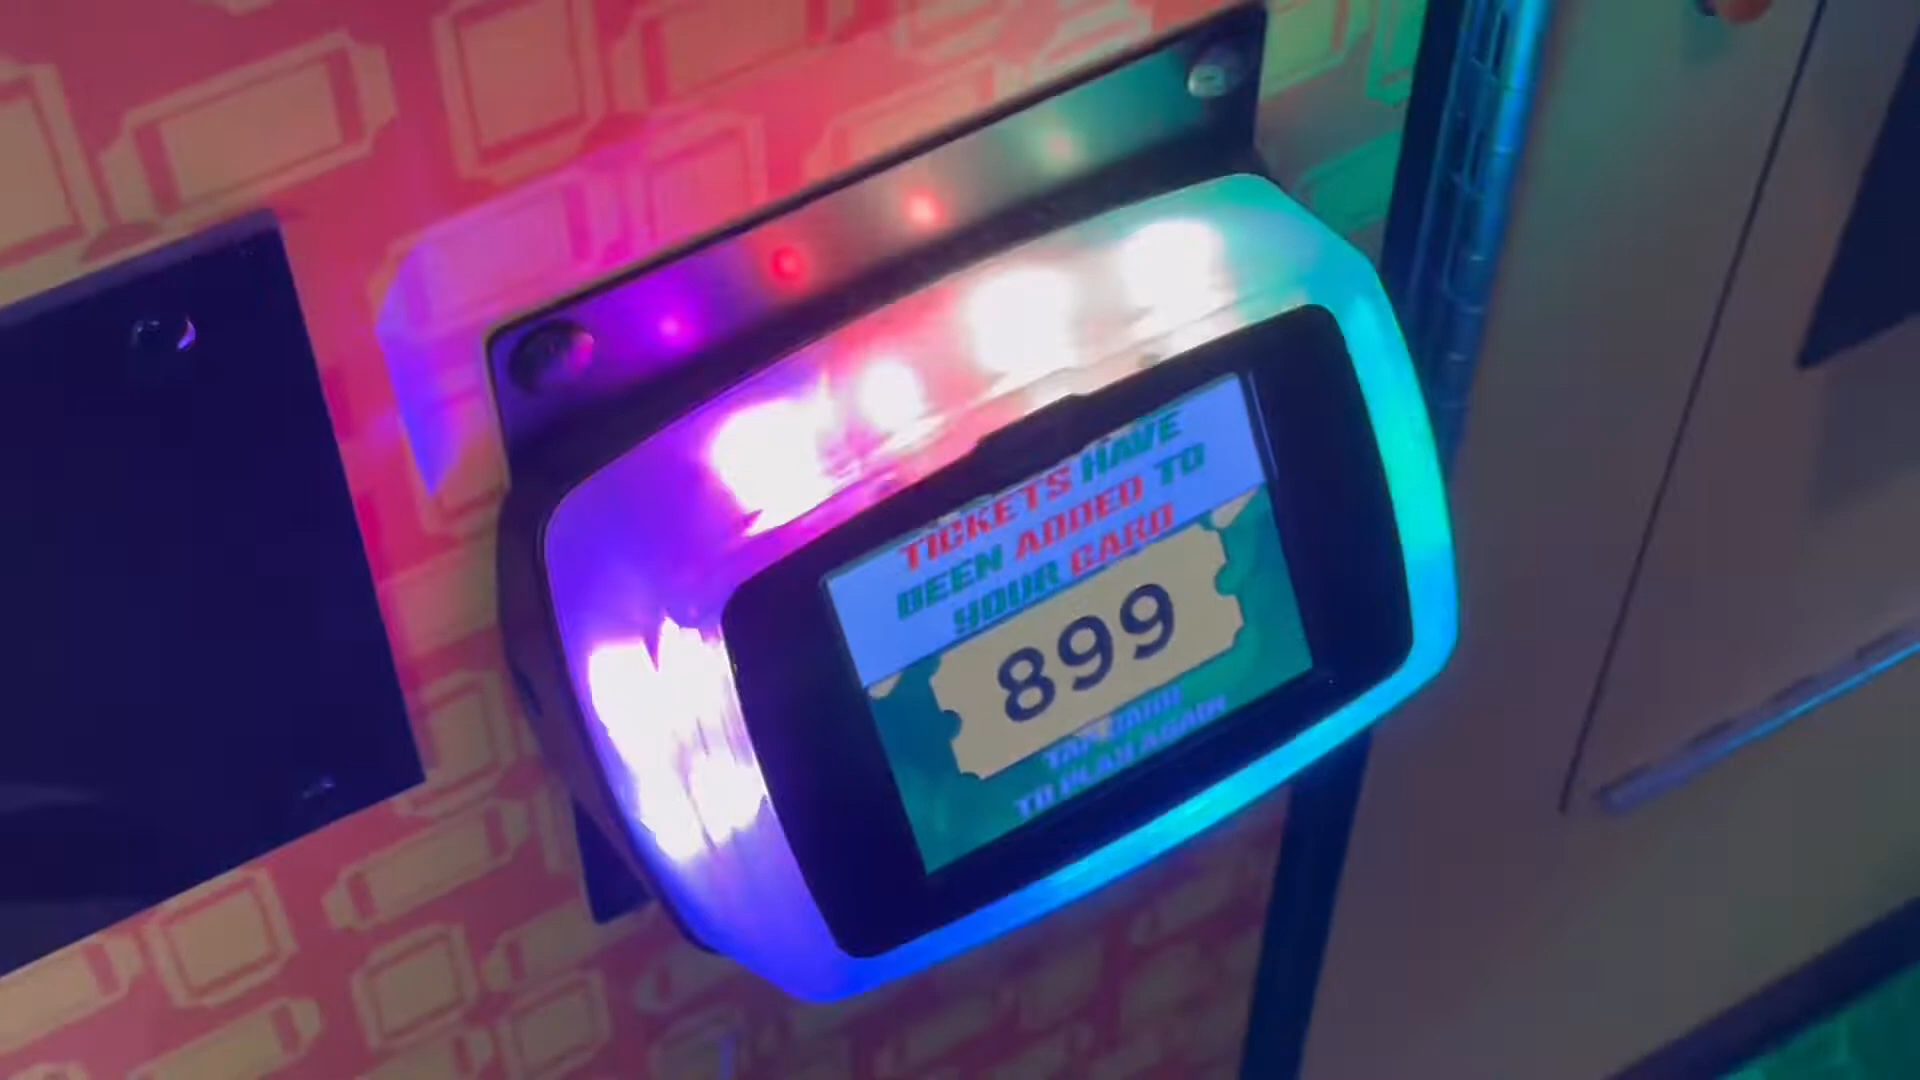 TICKETS HAVE
BEEN ADDED TO
YOUR CARD
899
TAP CARD
TO PLAY AGAIN